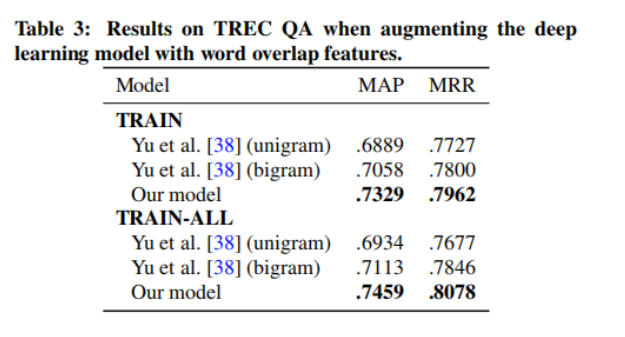 Table 3: Results on TREC QA when augmenting the deep
learning model with word overlap features.
Model MAP MRR
TRAIN
Yu et al. [38] (unigram) .6889 .7727
Yu et al. [38] (bigram) .7058 .7800
Our model .7329 .7962
TRAIN-ALL
Yu et al. [38] (unigram) .6934 .7677
Yu et al. [38] (bigram) .7113 .7846
Our model .7459 .8078